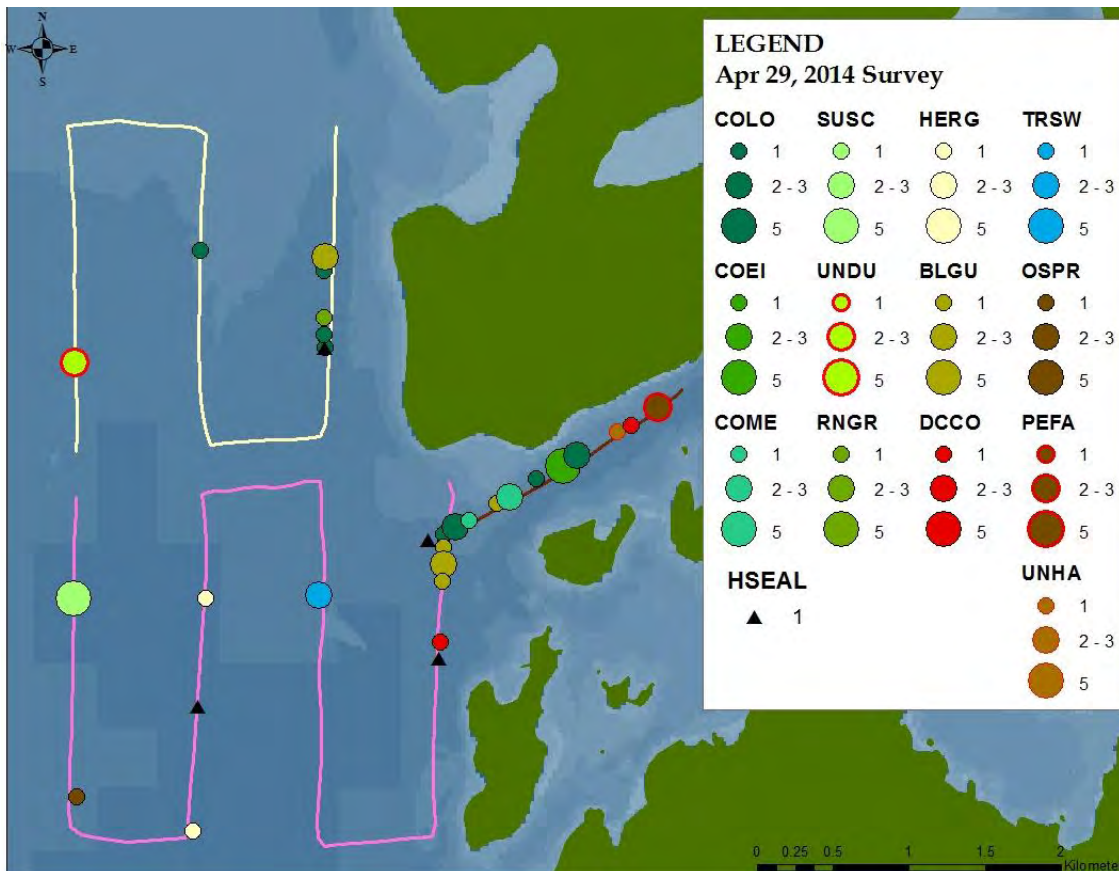 N
W E
S
LEGEND
Apr 29, 2014 Survey
COLO SUSC HERG TRSW
1 1 1 1
2 - 3 2 - 3 2 - 3 2 - 3
5 5 5 5
COEI UNDU BLGU OSPR
1 1 1 1
2 - 3 2 - 3 2 - 3 2 - 3
5 5 5 5
COME RNGR DCCO PEFA
1 1 1 1
2 - 3 2 - 3 2 - 3 2 - 3
5 5 5 5
HSEAL UNHA
1 1
2 - 3
5
0 0.25 0.5 1 1.5 2
Kilomete